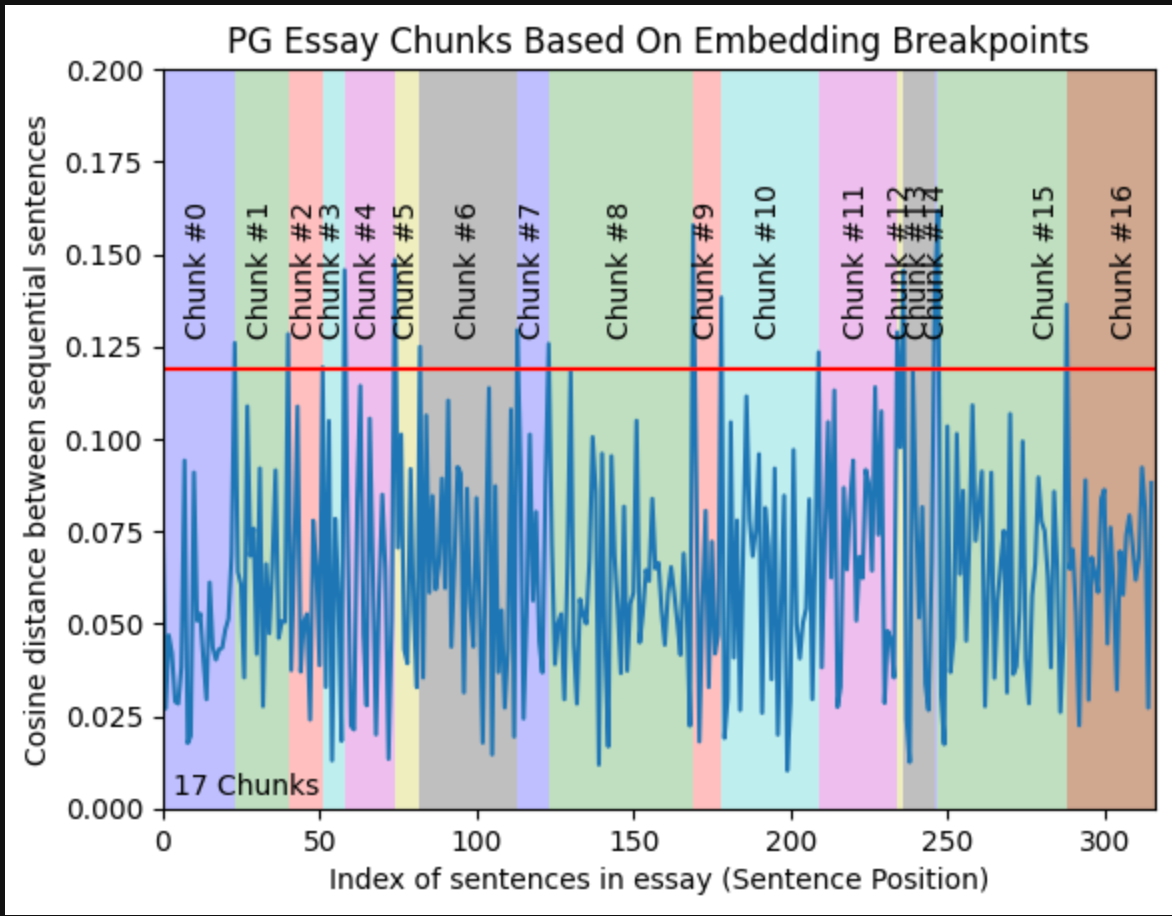 PG Essay Chunks Based On Embedding Breakpoints
Cosine distance between sequential sentences
0.200
0.175
0.150
0.125
0.100
0.075
0.050
0.025
0.000
Chunk #0
Chunk #1
Chunk #2
Chunk #3
Chunk #4
Chunk #5
Chunk #6
Chunk #7
Chunk #8
Chunk #9
Chunk #10
Chunk #11
Chunk #12
Chunk #13
Chunk #14
Chunk #15
Chunk #16
17 Chunks
0
50
100
150
200
250
300
Index of sentences in essay (Sentence Position)